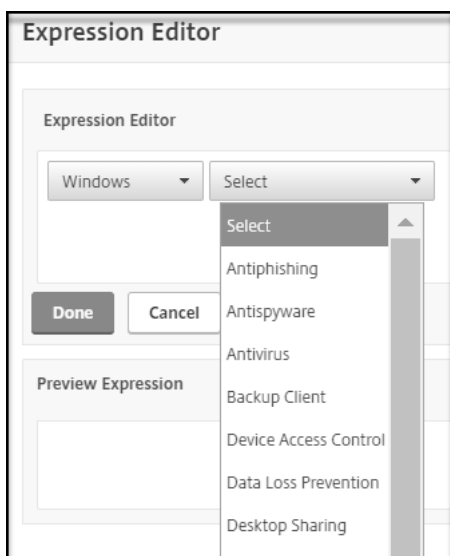 Expression Editor
Expression Editor
Windows Select
Select
Antiphishing
Done Cancel Antispyware
Antivirus
Preview Expression
Backup Client
Device Access Control
Data Loss Prevention
Desktop Sharing